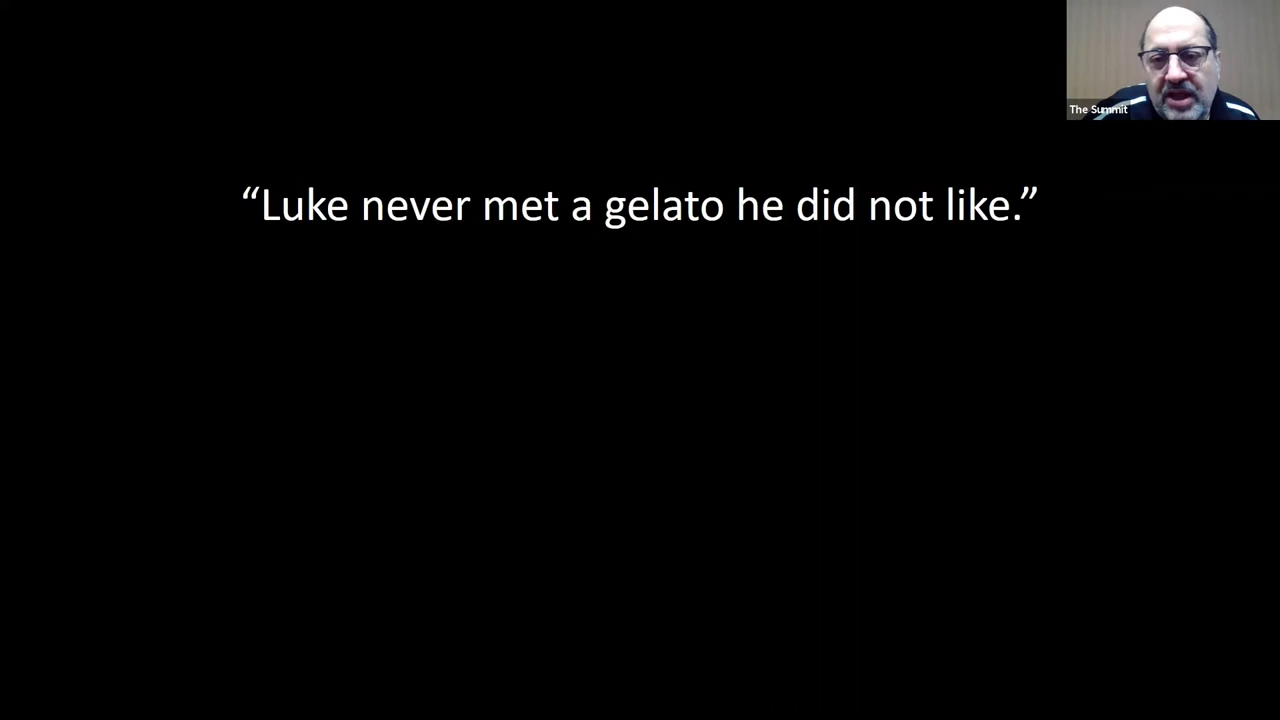 The Summit
“Luke never met a gelato he did not like.”